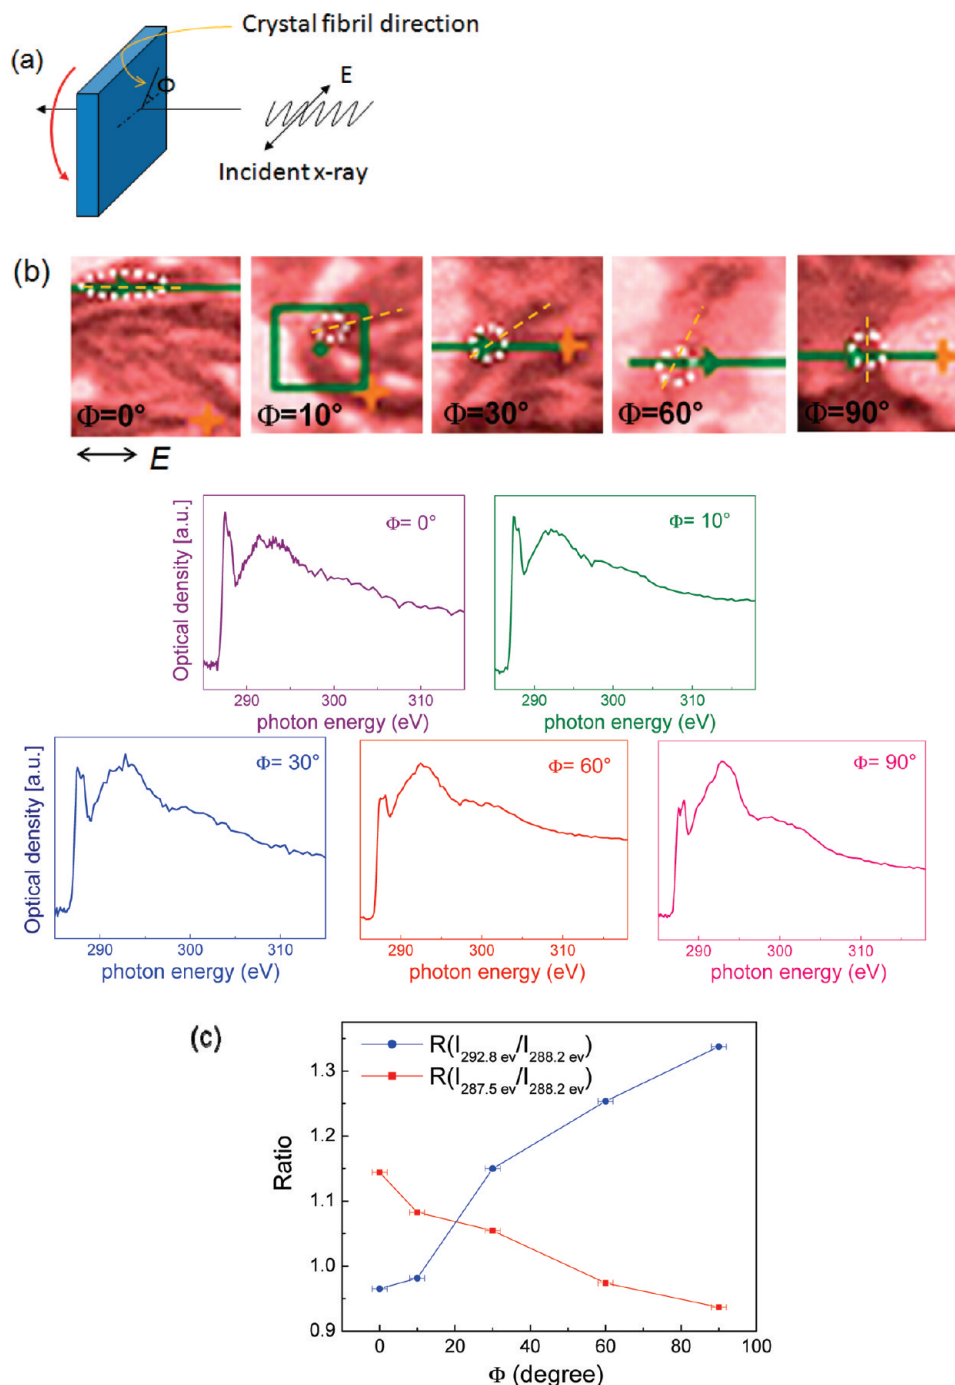 (a)
Crystal fibril direction
Φ
E
Incident x-ray
(b)
Φ=0°
Φ=10°
Φ=30°
Φ=60°
Φ=90°
E
Optical density [a.u.]
Φ= 0°
290
300
310
photon energy (eV)
Φ= 10°
290
300
310
photon energy (eV)
Optical density [a.u.]
Φ= 30°
290
300
310
photon energy (eV)
Φ= 60°
290
300
310
photon energy (eV)
Φ= 90°
290
300
310
photon energy (eV)
(c)
R(I292.8 ev/I288.2 ev)
R(I287.5 ev/I288.2 ev)
Ratio
1.3
1.2
1.1
1.0
0.9
0 20 40 60 80 100
Φ (degree)